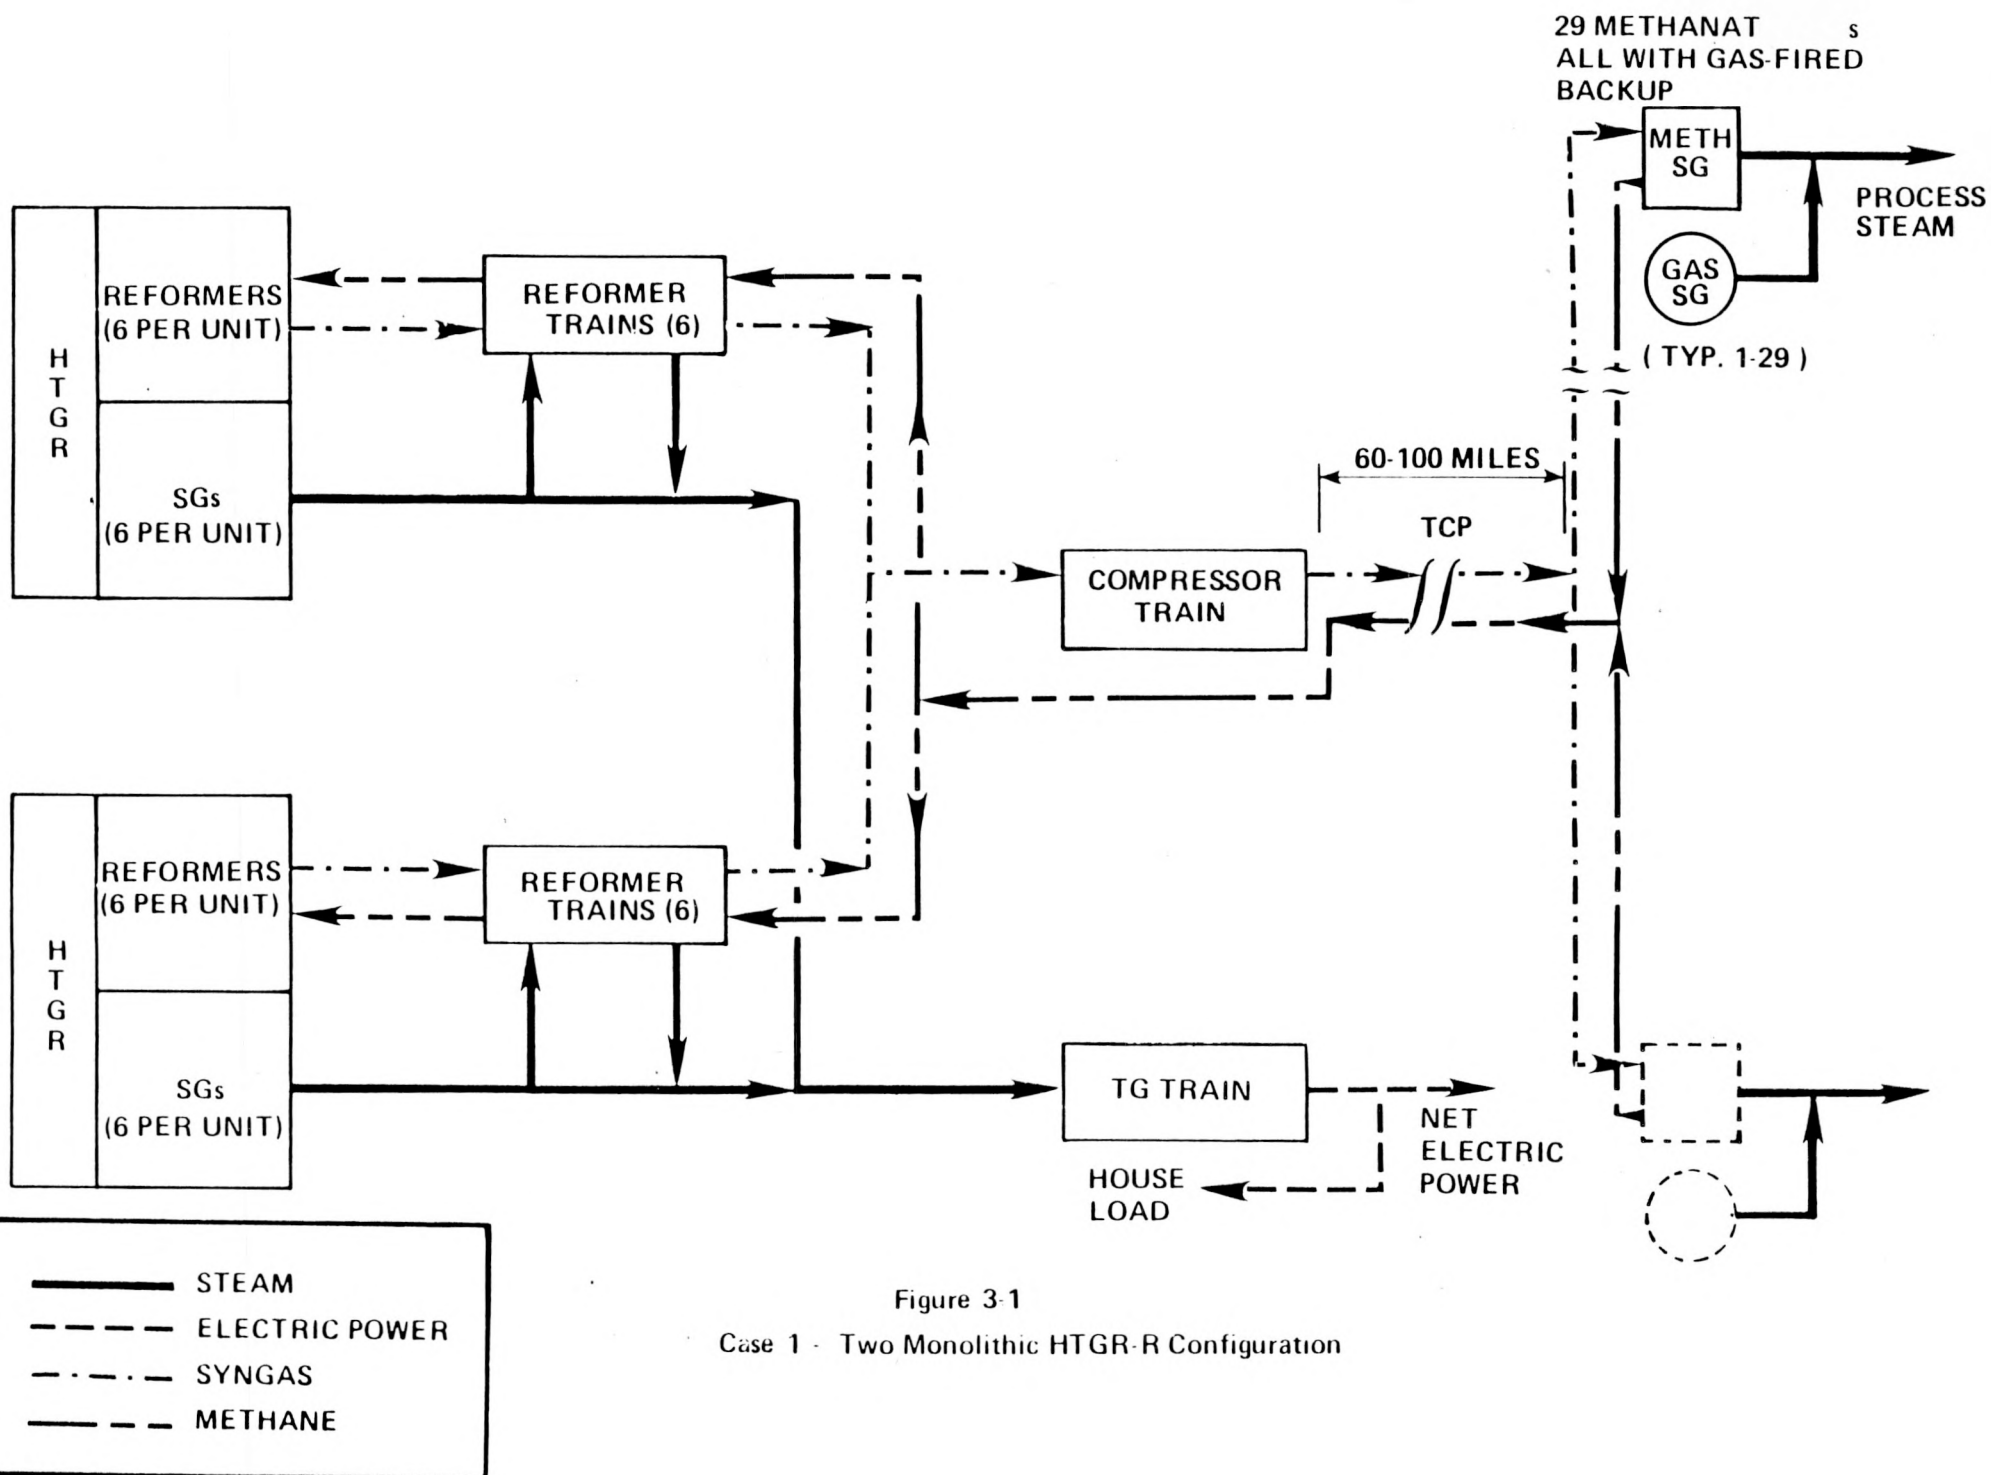 29 METHANAT s
ALL WITH GAS-FIRED
BACKUP
METH
SG
PROCESS
STEAM
GAS
SG
( TYP. 1-29 )
H
T
G
R
REFORMERS
(6 PER UNIT)
SGs
(6 PER UNIT)
REFORMER
TRAINS (6)
60-100 MILES
TCP
COMPRESSOR
TRAIN
H
T
G
R
REFORMERS
(6 PER UNIT)
SGs
(6 PER UNIT)
REFORMER
TRAINS (6)
TG TRAIN
NET
ELECTRIC
POWER
HOUSE
LOAD
STEAM
ELECTRIC POWER
SYNGAS
METHANE
Figure 3-1
Case 1 - Two Monolithic HTGR-R Configuration